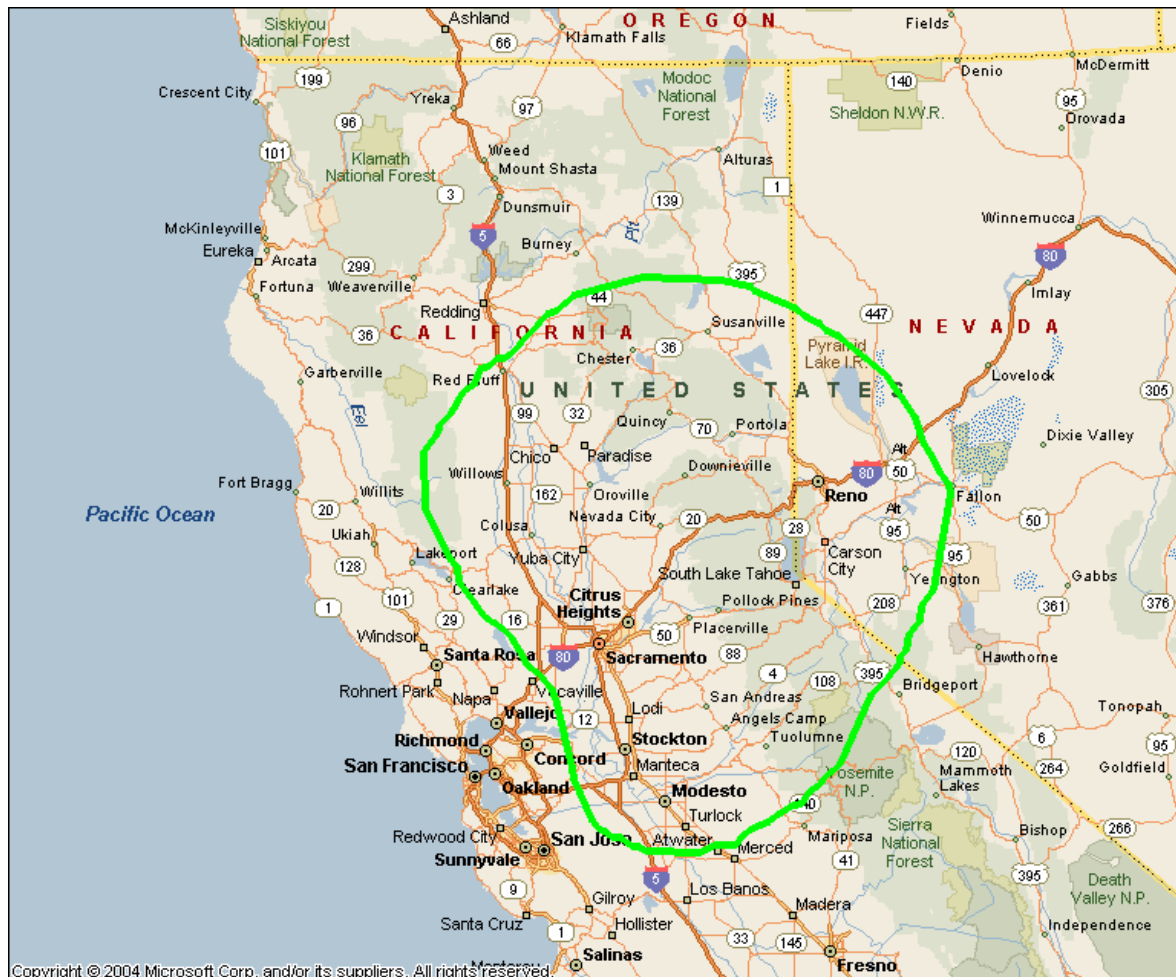 Siskiyou
National Forest
Ashland
OREGON
Klamath Falls
Fields
66
Denio
McDermitt
140
199
Crescent City
Yreka
97
Modoc
National
Forest
Sheldon N.W.R.
95
Orovada
96
101
Klamath
National Forest
Weed
Mount Shasta
Alturas
3
1
Dunsmuir
139
Winnemucca
McKinleyville
Eureka
Arcata
5
Burney
Pit
80
299
Fortuna
Weaverville
395
Imlay
Redding
44
447
36
CALIFORNIA
Susanville
NEVADA
Chester
36
Pyramid
Lake I.R.
Garberville
Red Bluff
Lovelock
UNITED STATES
305
Eel
99
32
Quincy
70
Portola
Dixie Valley
Chico
Paradise
Alt
50
Willows
Downieville
80
Fort Bragg
Willits
162
Oroville
Reno
Fallon
Pacific Ocean
20
Colusa
Nevada City
20
Alt
95
50
28
Ukiah
Lakeport
Yuba City
89
Carson
City
95
128
Clearlake
South Lake Tahoe
Yerington
Gabbs
1
101
Citrus
Heights
Pollock Pines
208
361
376
29
16
Placerville
Windsor
50
Santa Rosa
80
Sacramento
88
Hawthorne
Rohnert Park
Napa
Vacaville
4
108
395
Bridgeport
San Andreas
Vallejo
12
Lodi
Angels Camp
Tonopah
Richmond
Stockton
Tuolumne
6
95
San Francisco
Concord
120
Oakland
Manteca
Yosemite
N.P.
Mammoth
Lakes
264
Goldfield
Modesto
140
Redwood City
Turlock
Mariposa
266
San Jose
Atwater
Sierra
National
Forest
Bishop
Sunnyvale
Merced
41
5
395
Death
Valley N.P.
9
Gilroy
Los Banos
Santa Cruz
Madera
Independence
1
Hollister
33
145
Salinas
Fresno
Monterey
Copyright © 2004 Microsoft Corp. and/or its suppliers. All rights reserved.